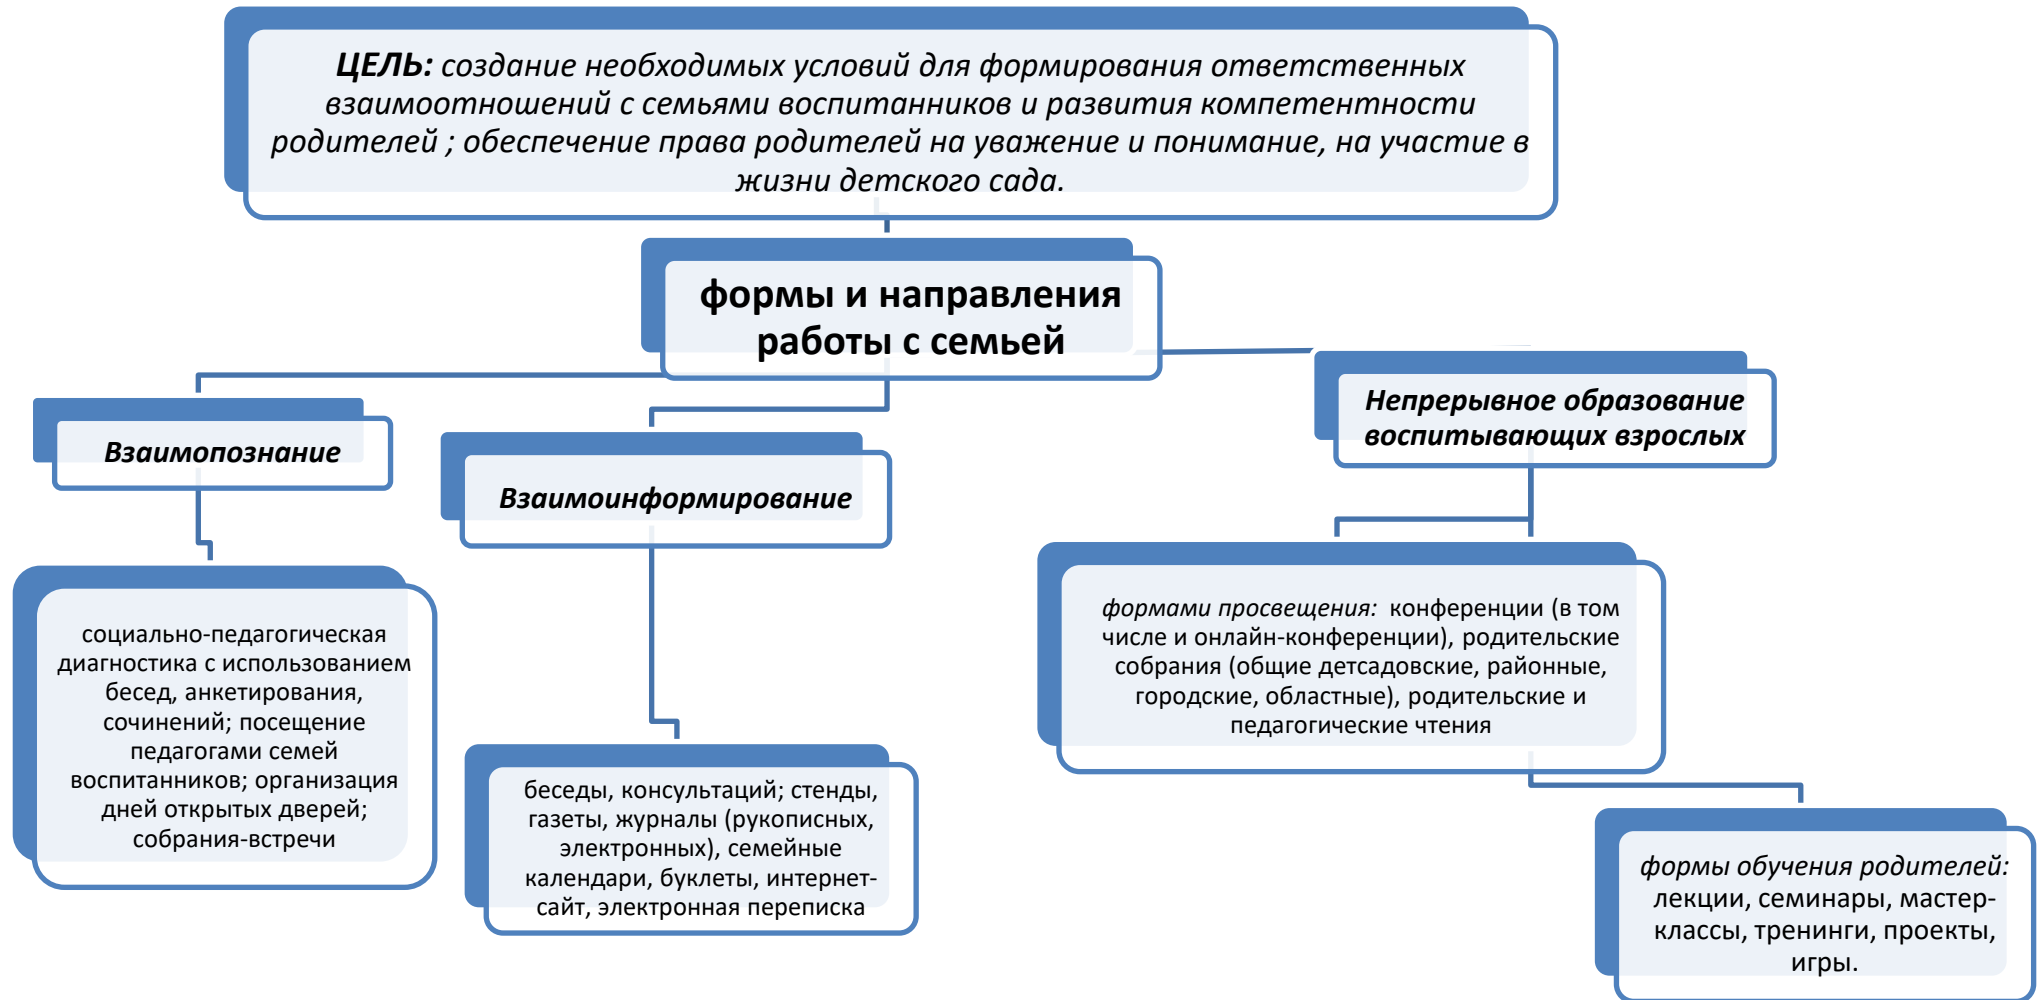 ЦЕЛЬ: создание необходимых условий для формирования ответственных
взаимоотношений с семьями воспитанников и развития компетентности
родителей ; обеспечение права родителей на уважение и понимание, на участие в
жизни детского сада.
формы и направления
работы с семьей
Взаимопознание
социально-педагогическая
диагностика с использованием
бесед, анкетирования,
сочинений; посещение
педагогами семей
воспитанников; организация
дней открытых дверей;
собрания-встречи
Взаимоинформирование
беседы, консультаций; стенды,
газеты, журналы (рукописных,
электронных), семейные
календари, буклеты, интернет-
сайт, электронная переписка
Непрерывное образование
воспитывающих взрослых
формами просвещения: конференции (в том
числе и онлайн-конференции), родительские
собрания (общие детсадовские, районные,
городские, областные), родительские и
педагогические чтения
формы обучения родителей:
лекции, семинары, мастер-
классы, тренинги, проекты,
игры.